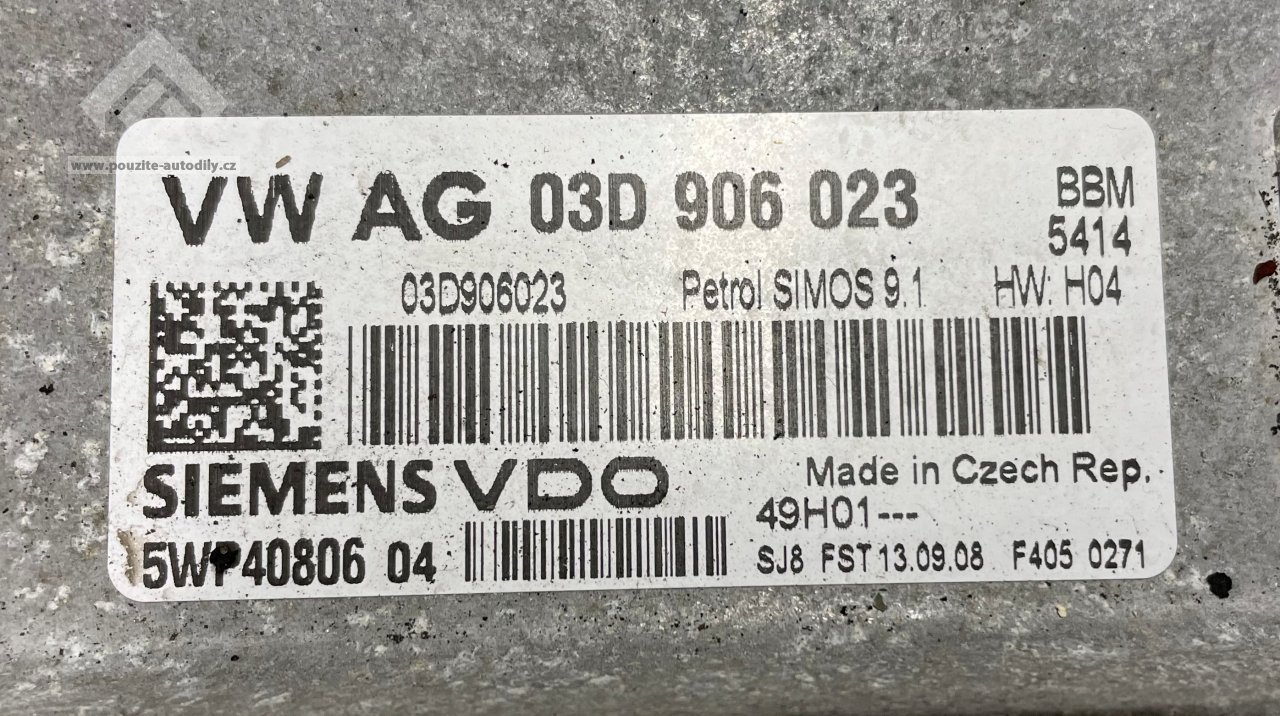 www.pouzite-autodily.cz
VW AG 03D 906 023 BBM
5414
03D906023 Petrol SIMOS 9.1 HW: H04
SIEMENS VDO Made in Czech Rep.
49H01---
5WP40806 04 SJ8 FST 13.09.08 F405 0271